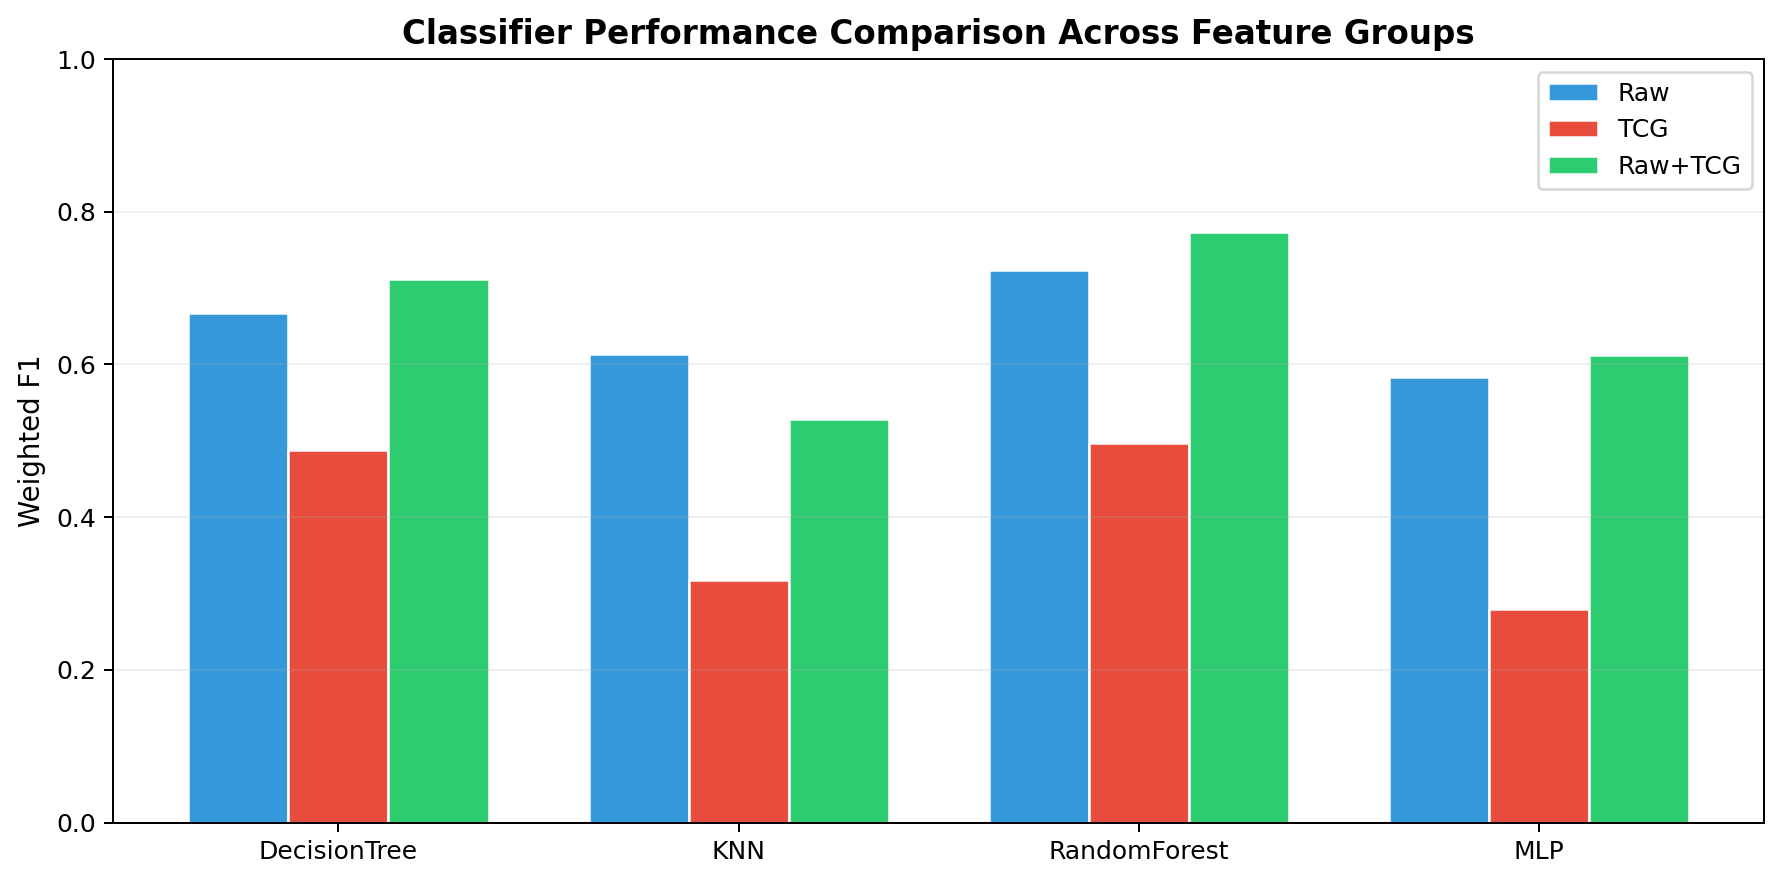 Classifier Performance Comparison Across Feature Groups
1.0
0.8
0.6
0.4
0.2
0.0
Weighted F1
Raw
TCG
Raw+TCG
DecisionTree
KNN
RandomForest
MLP